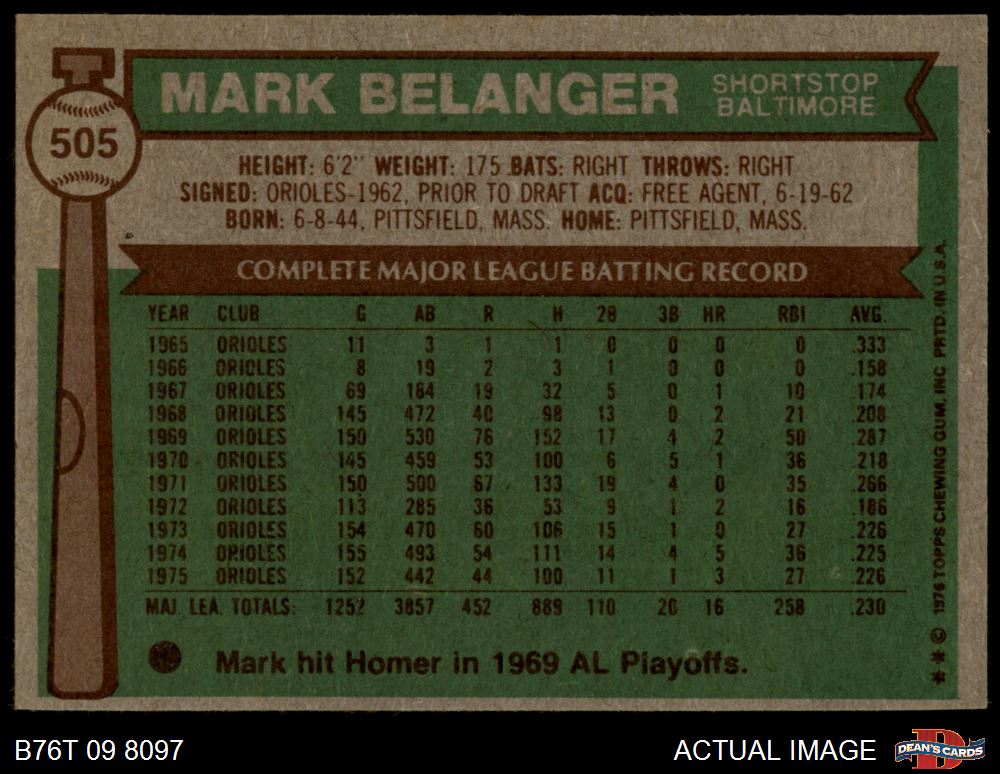 505
MARK BELANGER SHORTSTOP
BALTIMORE
HEIGHT: 6'2" WEIGHT: 175 BATS: RIGHT THROWS: RIGHT
SIGNED: ORIOLES-1962, PRIOR TO DRAFT ACQ: FREE AGENT, 6-19-62
BORN: 6-8-44, PITTSFIELD, MASS. HOME: PITTSFIELD, MASS.
COMPLETE MAJOR LEAGUE BATTING RECORD
YEAR CLUB G AB R H 2B 3B HR RBI AVG.
1965 ORIOLES 11 3 1 1 0 0 0 0 .333
1966 ORIOLES 8 19 2 3 1 0 0 0 .158
1967 ORIOLES 69 184 19 32 5 0 1 10 .174
1968 ORIOLES 145 472 40 98 13 0 2 21 .208
1969 ORIOLES 150 530 76 152 17 4 2 50 .287
1970 ORIOLES 145 459 53 100 6 5 1 36 .218
1971 ORIOLES 150 500 67 133 19 4 0 35 .266
1972 ORIOLES 113 285 36 53 9 1 2 16 .186
1973 ORIOLES 154 470 60 106 15 1 0 27 .226
1974 ORIOLES 155 493 54 111 14 4 5 36 .225
1975 ORIOLES 152 442 44 100 11 1 3 27 .226
MAJ. LEA. TOTALS: 1252 3857 452 889 110 20 16 258 .230
Mark hit Homer in 1969 AL Playoffs.
* * © 1976 TOPPS CHEWING GUM, INC PRTD. IN U.S.A.
B76T 09 8097
ACTUAL IMAGE
DEAN'S CARDS